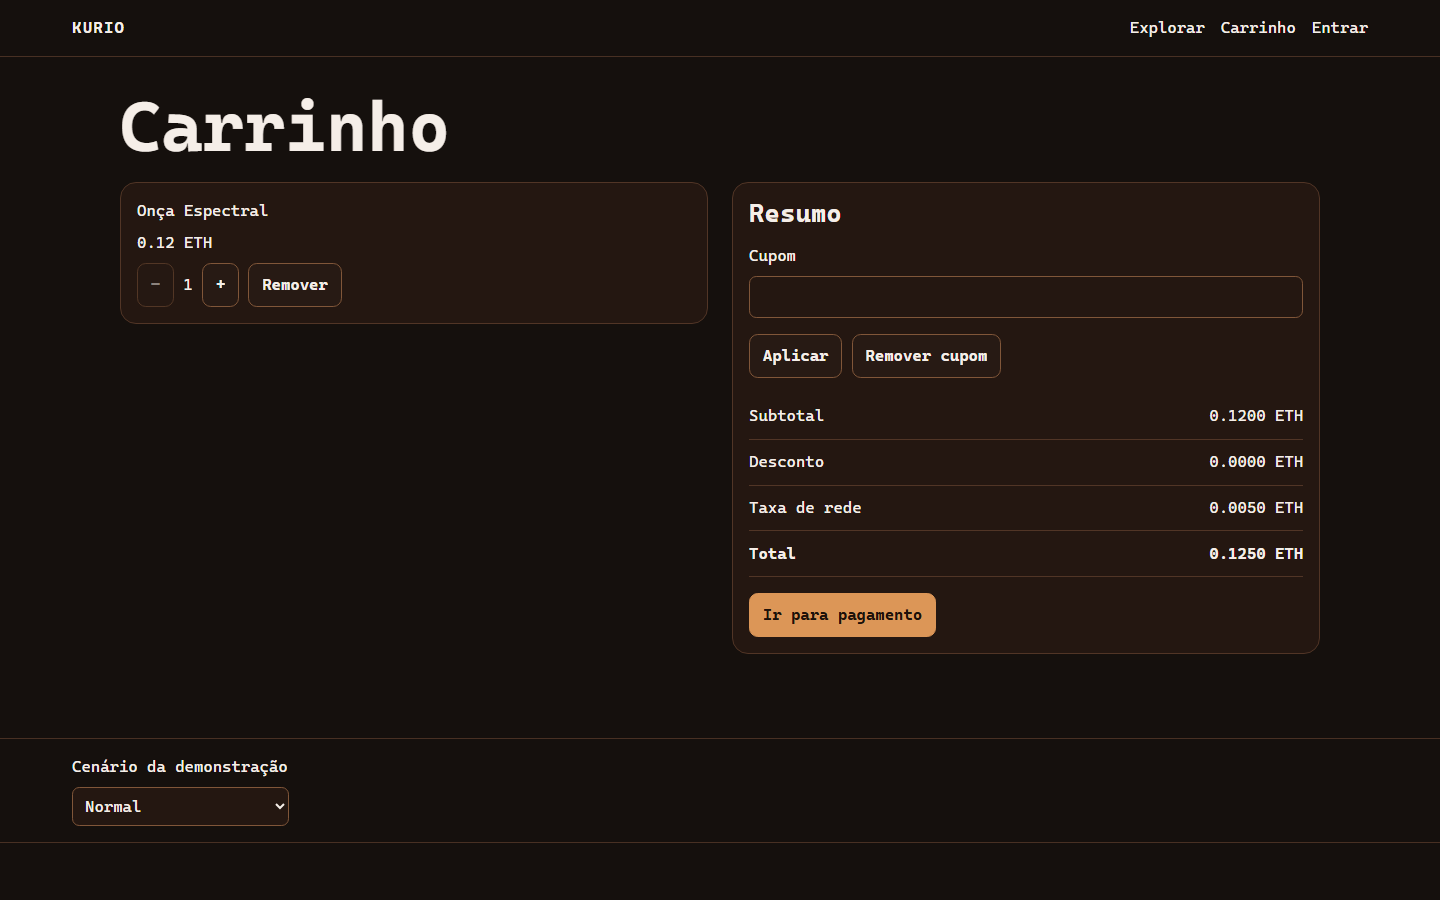 KURIO
Explorar Carrinho Entrar
Carrinho
Onça Espectral
0.12 ETH
− 1 + Remover
Resumo
Cupom
Aplicar Remover cupom
Subtotal 0.1200 ETH
Desconto 0.0000 ETH
Taxa de rede 0.0050 ETH
Total 0.1250 ETH
Ir para pagamento
Cenário da demonstração
Normal